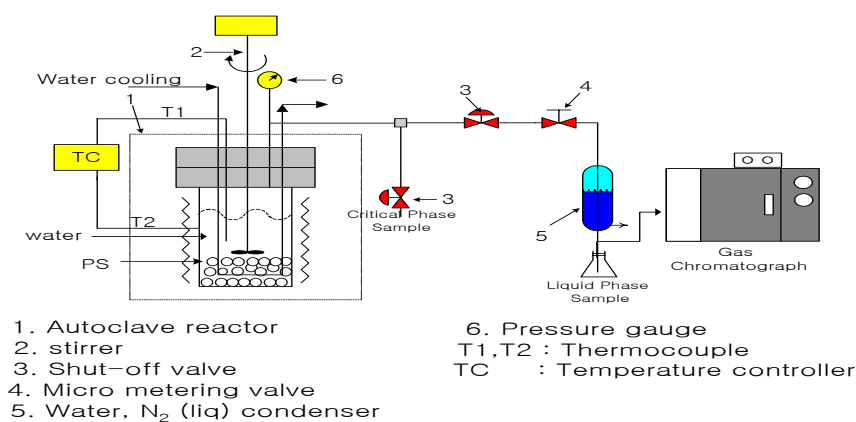 2
Water cooling
6
1
T1
3
4
TC
3
Critical Phase
Sample
T2
water
5
PS
Gas
Chromatograph
Liquid Phase
Sample
1. Autoclave reactor
2. stirrer
3. Shut-off valve
4. Micro metering valve
5. Water, N₂ (liq) condenser
6. Pressure gauge
T1,T2 : Thermocouple
TC : Temperature controller